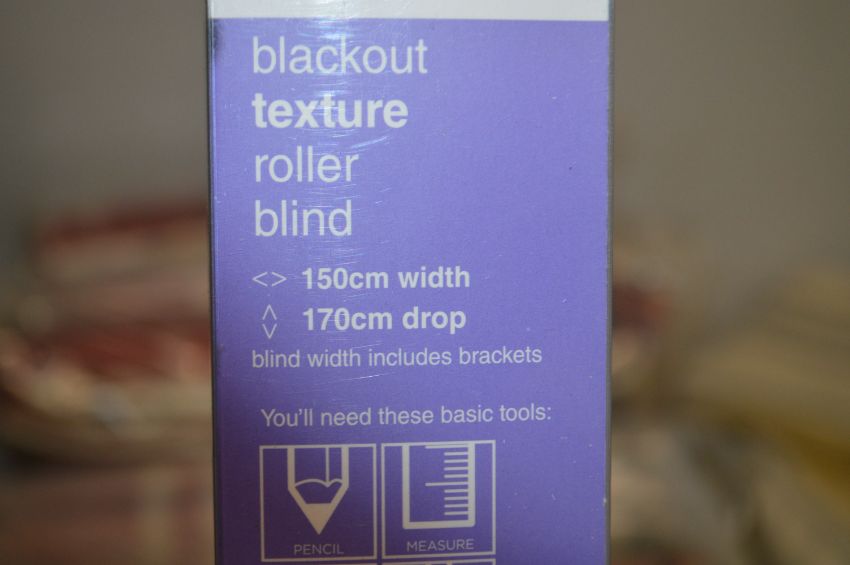 blackout
texture
roller
blind
<> 150cm width
170cm drop
blind width includes brackets
You'll need these basic tools:
PENCIL
MEASURE